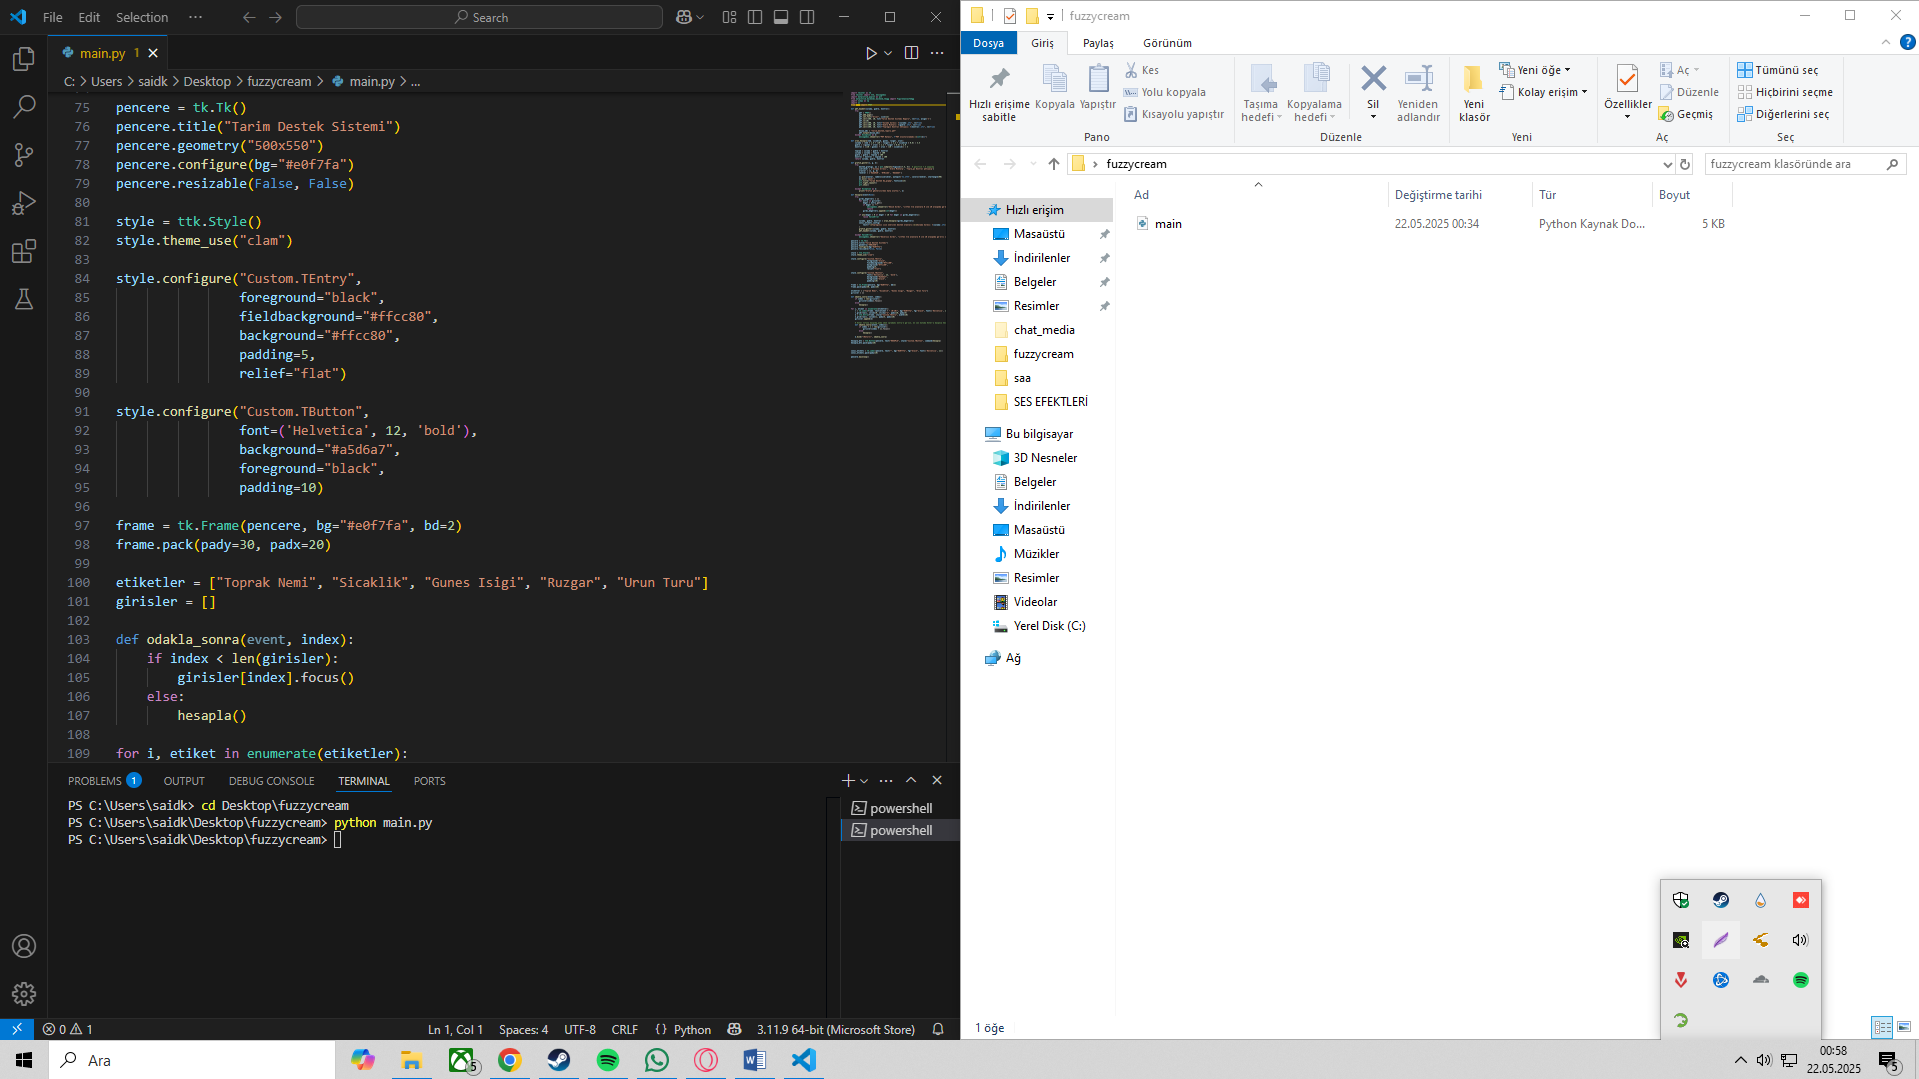 File Edit Selection ···
Search
main.py 1
C: > Users > saidk > Desktop > fuzzycream > main.py > ...
75 pencere = tk.Tk()
76 pencere.title("Tarim Destek Sistemi")
77 pencere.geometry("500x550")
78 pencere.configure(bg="#e0f7fa")
79 pencere.resizable(False, False)
80
81 style = ttk.Style()
82 style.theme_use("clam")
83
84 style.configure("Custom.TEntry",
85 foreground="black",
86 fieldbackground="#ffcc80",
87 background="#ffcc80",
88 padding=5,
89 relief="flat")
90
91 style.configure("Custom.TButton",
92 font=('Helvetica', 12, 'bold'),
93 background="#a5d6a7",
94 foreground="black",
95 padding=10)
96
97 frame = tk.Frame(pencere, bg="#e0f7fa", bd=2)
98 frame.pack(pady=30, padx=20)
99
100 etiketler = ["Toprak Nemi", "Sicaklik", "Gunes Isigi", "Ruzgar", "Urun Turu"]
101 girisler = []
102
103 def odakla_sonra(event, index):
104 if index < len(girisler):
105 girisler[index].focus()
106 else:
107 hesapla()
108
109 for i, etiket in enumerate(etiketler):
PROBLEMS 1 OUTPUT DEBUG CONSOLE TERMINAL PORTS
PS C:\Users\saidk> cd Desktop\fuzzycream
PS C:\Users\saidk\Desktop\fuzzycream> python main.py
PS C:\Users\saidk\Desktop\fuzzycream>
powershell
powershell
0 1 Ln 1, Col 1 Spaces: 4 UTF-8 CRLF {} Python 3.11.9 64-bit (Microsoft Store)
fuzzycream
Dosya Giriş Paylaş Görünüm
Hızlı erişime sabitle
Kopyala
Yapıştır
Kes
Yolu kopyala
Kısayolu yapıştır
Pano
Taşıma hedefi
Kopyalama hedefi
Sil
Yeniden adlandır
Düzenle
Yeni klasör
Yeni öğe
Kolay erişim
Yeni
Özellikler
Aç
Düzenle
Geçmiş
Aç
Tümünü seç
Hiçbirini seçme
Diğerlerini seç
Seç
fuzzycream
fuzzycream klasöründe ara
Ad Değiştirme tarihi Tür Boyut
main 22.05.2025 00:34 Python Kaynak Do... 5 KB
Hızlı erişim
Masaüstü
İndirilenler
Belgeler
Resimler
chat_media
fuzzycream
saa
SES EFEKTLERİ
Bu bilgisayar
3D Nesneler
Belgeler
İndirilenler
Masaüstü
Müzikler
Resimler
Videolar
Yerel Disk (C:)
Ağ
1 öğe
Ara
5
00:58
22.05.2025
5